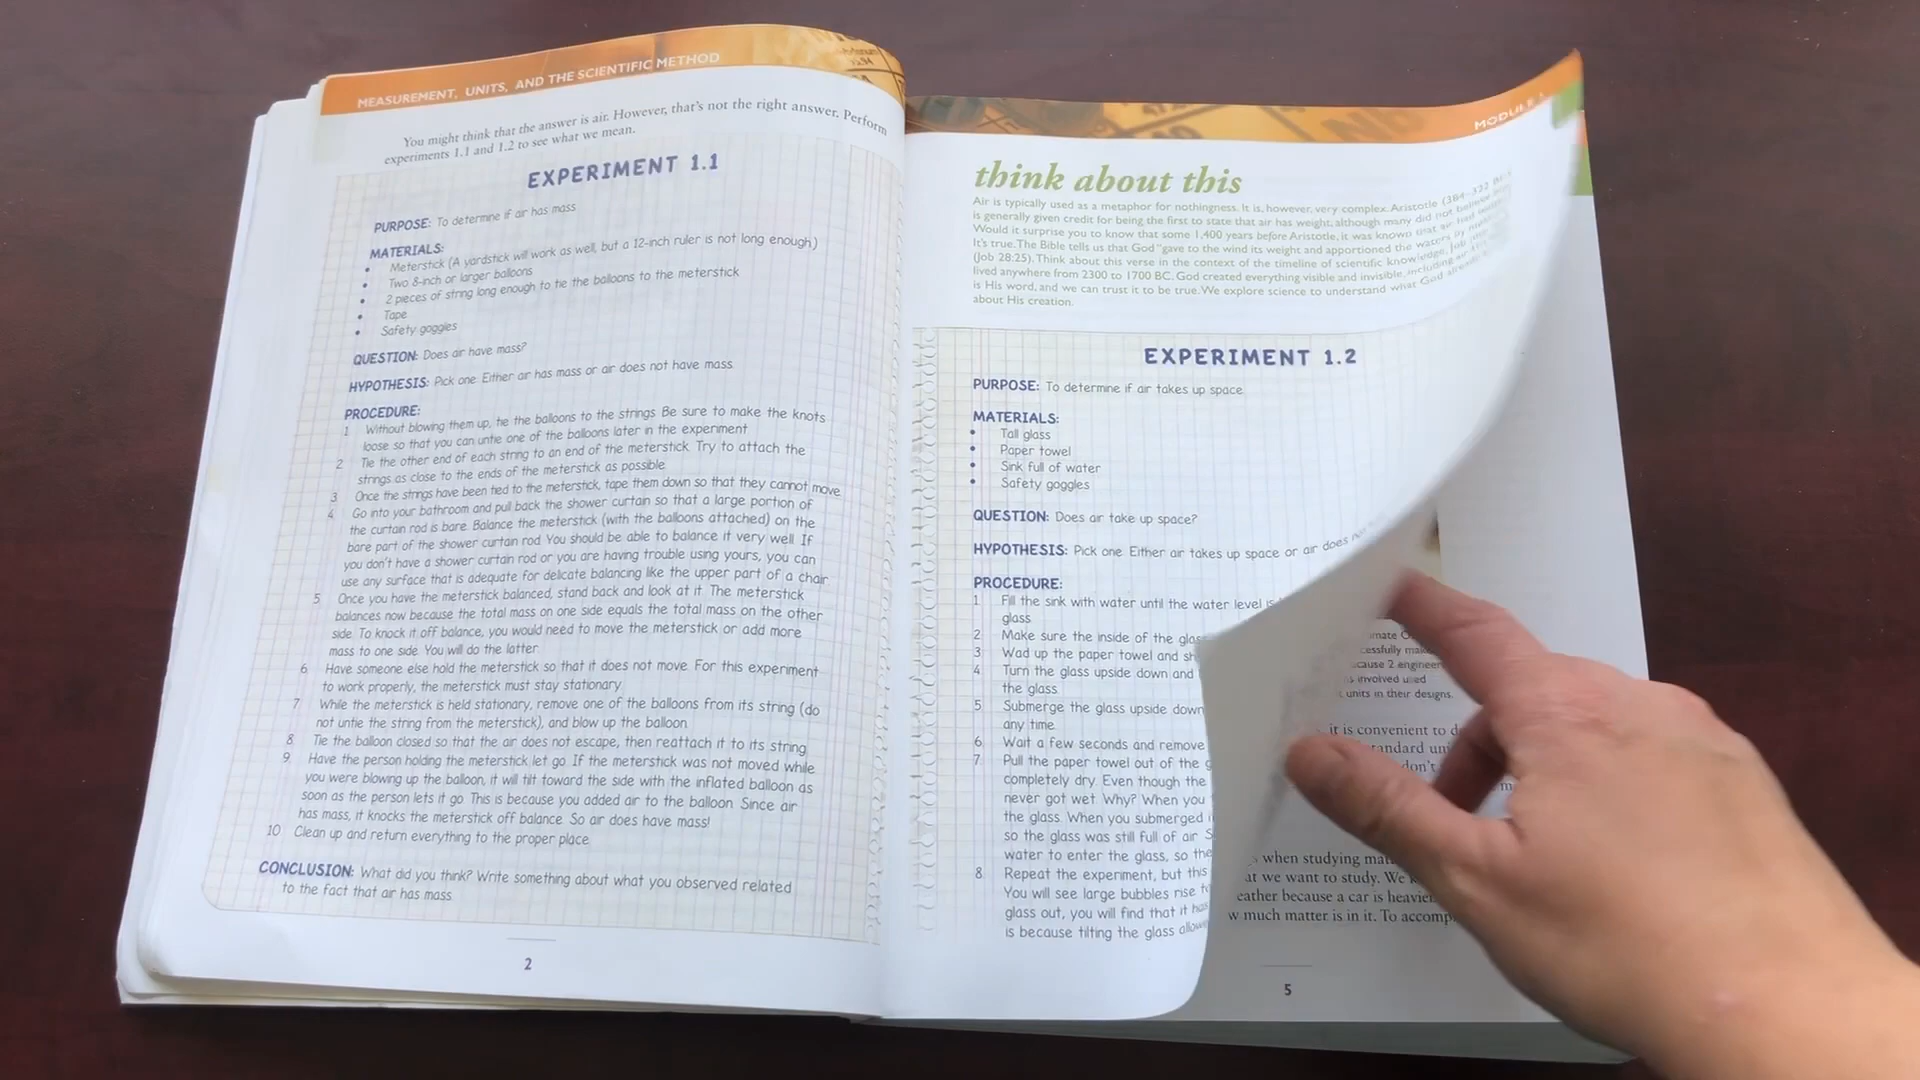 MEASUREMENT, UNITS, AND THE SCIENTIFIC METHOD
You might think that the answer is air. However, that's not the right answer. Perform
experiments 1.1 and 1.2 to see what we mean.
EXPERIMENT 1.1
PURPOSE: To determine if air has mass
MATERIALS:
• Meterstick (A yardstick will work as well, but a 12-inch ruler is not long enough)
• Two 8-inch or larger balloons
• 2 pieces of string long enough to tie the balloons to the meterstick
• Tape
• Safety goggles
QUESTION: Does air have mass?
HYPOTHESIS: Pick one. Either air has mass or air does not have mass.
PROCEDURE:
1 Without blowing them up, tie the balloons to the strings. Be sure to make the knots
loose so that you can untie one of the balloons later in the experiment.
2 Tie the other end of each string to an end of the meterstick. Try to attach the
strings as close to the ends of the meterstick as possible.
3 Once the strings have been tied to the meterstick, tape them down so that they cannot move.
4 Go into your bathroom and pull back the shower curtain so that a large portion of
the curtain rod is bare. Balance the meterstick (with the balloons attached) on the
bare part of the shower curtain rod. You should be able to balance it very well. If
you don't have a shower curtain rod or you are having trouble using yours, you can
use any surface that is adequate for delicate balancing like the upper part of a chair.
5 Once you have the meterstick balanced, stand back and look at it. The meterstick
balances now because the total mass on one side equals the total mass on the other
side. To knock it off balance, you would need to move the meterstick or add more
mass to one side. You will do the latter.
6 Have someone else hold the meterstick so that it does not move. For this experiment
to work properly, the meterstick must stay stationary.
7 While the meterstick is held stationary, remove one of the balloons from its string (do
not untie the string from the meterstick), and blow up the balloon.
8 Tie the balloon closed so that the air does not escape, then reattach it to its string.
9 Have the person holding the meterstick let go. If the meterstick was not moved while
you were blowing up the balloon, it will tilt toward the side with the inflated balloon as
soon as the person lets it go. This is because you added air to the balloon. Since air
has mass, it knocks the meterstick off balance. So air does have mass!
10 Clean up and return everything to the proper place.
CONCLUSION: What did you think? Write something about what you observed related
to the fact that air has mass.
2
MODULE
think about this
Air is typically used as a metaphor for nothingness. It is, however, very complex. Aristotle (384–322
is generally given credit for being the first to state that air has weight, although many did not believe
Would it surprise you to know that some 1,400 years before Aristotle, it was known that air had
It's true. The Bible tells us that God "gave to the wind its weight and apportioned the waters by
(Job 28:25). Think about this verse in the context of the timeline of scientific knowledge. Job
lived anywhere from 2300 to 1700 BC. God created everything visible and invisible, including air
is His word, and we can trust it to be true. We explore science to understand what God already
about His creation.
EXPERIMENT 1.2
PURPOSE: To determine if air takes up space
MATERIALS:
• Tall glass
• Paper towel
• Sink full of water
• Safety goggles
QUESTION: Does air take up space?
HYPOTHESIS: Pick one. Either air takes up space or air does
PROCEDURE:
1 Fill the sink with water until the water level is
glass.
2 Make sure the inside of the glas
3 Wad up the paper towel and sh
4 Turn the glass upside down and
the glass.
5 Submerge the glass upside down
any time.
6 Wait a few seconds and remove
7 Pull the paper towel out of the g
completely dry. Even though the
never got wet. Why? When you
the glass. When you submerged
so the glass was still full of air. S
water to enter the glass, so the
8 Repeat the experiment, but this
You will see large bubbles rise
glass out, you will find that it has
is because tilting the glass allow
cessfully mak
cause 2 engineer
involved used
units in their designs.
it is convenient to d
tandard uni
don't
when studying mat
at we want to study. We
eather because a car is heavier
w much matter is in it. To accomp
5